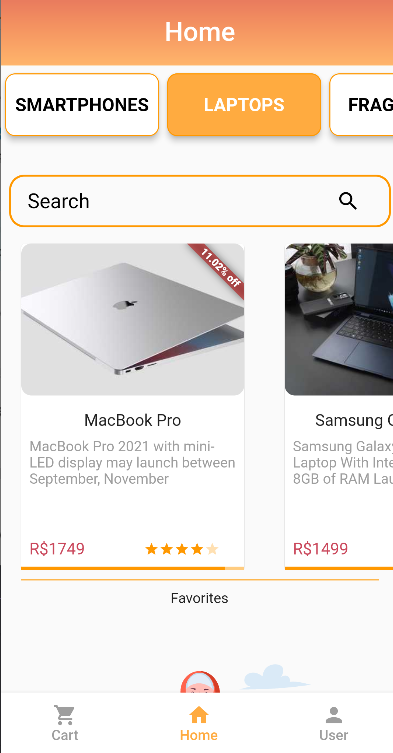 Home
SMARTPHONES
LAPTOPS
FRAG
Search
11.02% off
MacBook Pro
MacBook Pro 2021 with mini-
LED display may launch between
September, November
R$1749
Samsung G
Samsung Galaxy
Laptop With Inte
8GB of RAM Lau
R$1499
Favorites
Cart
Home
User